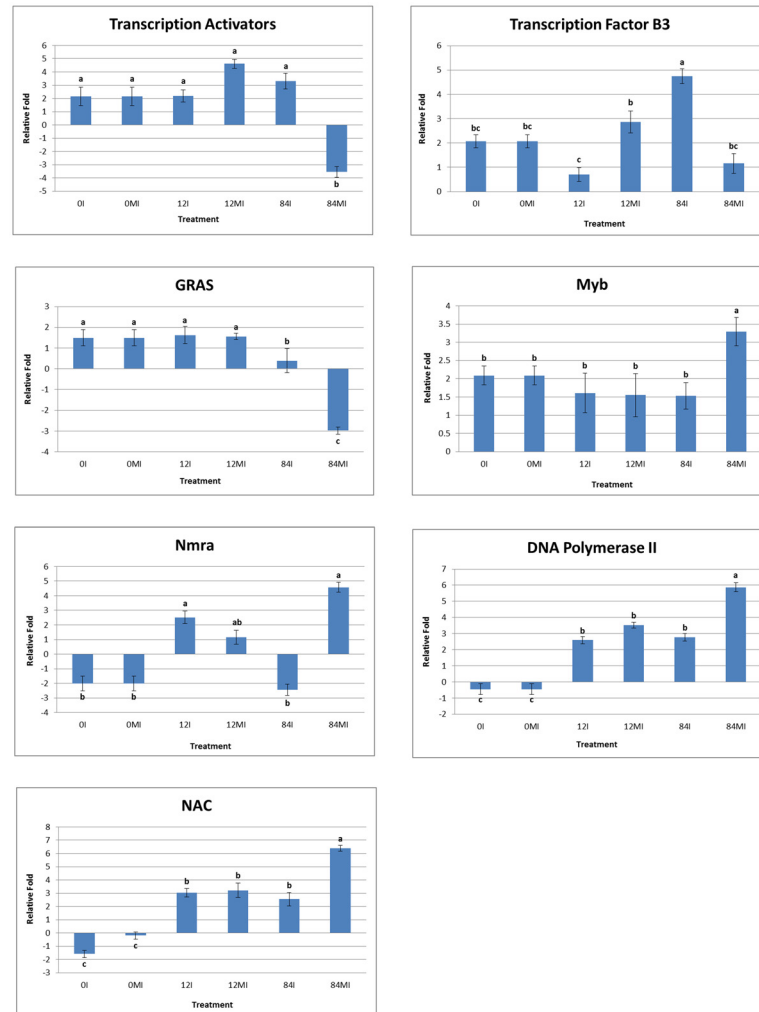 Transcription Activators
6
5
4
3
2
1
0
-1
-2
-3
-4
-5
Relative Fold
a
a
a
a
a
b
0I
0MI
12I
12MI
84I
84MI
Treatment
Transcription Factor B3
6
5
4
3
2
1
0
Relative Fold
bc
bc
c
b
a
bc
0I
0MI
12I
12MI
84I
84MI
Treatment
GRAS
3
2
1
0
-1
-2
-3
-4
Relative Fold
a
a
a
a
b
c
0I
0MI
12I
12MI
84I
84MI
Treatment
Myb
4
3.5
3
2.5
2
1.5
1
0.5
0
Relative Fold
b
b
b
b
b
a
0I
0MI
12I
12MI
84I
84MI
Treatment
Nmra
6
5
4
3
2
1
0
-1
-2
-3
-4
Relative Fold
b
b
a
ab
b
a
0I
0MI
12I
12MI
84I
84MI
Treatment
DNA Polymerase II
7
6
5
4
3
2
1
0
-1
-2
Relative Fold
c
c
b
b
b
a
0I
0MI
12I
12MI
84I
84MI
Treatment
NAC
8
7
6
5
4
3
2
1
0
-1
-2
-3
Relative Fold
c
c
b
b
b
a
0I
0MI
12I
12MI
84I
84MI
Treatment